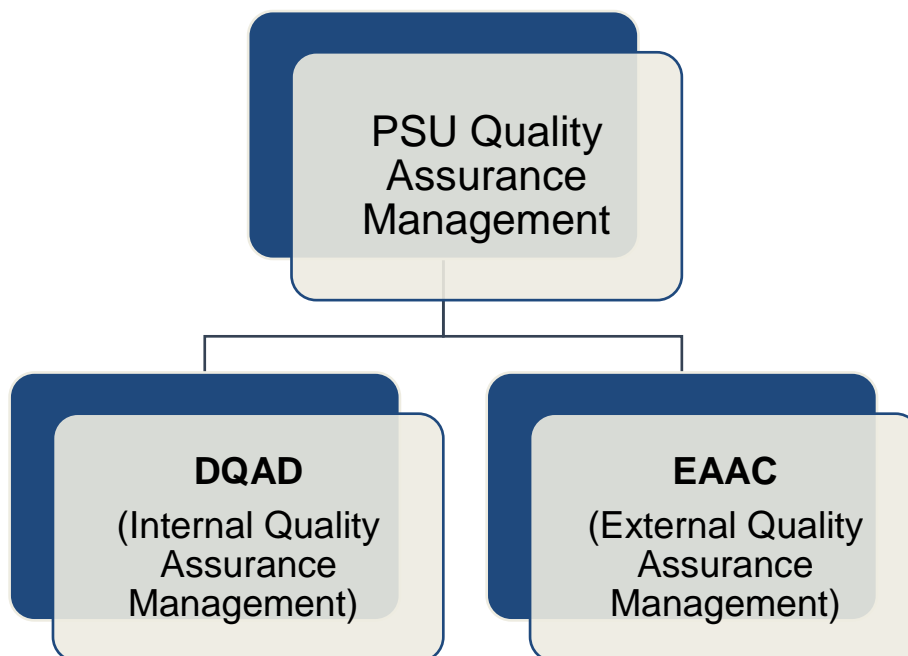 PSU Quality
Assurance
Management
DQAD
(Internal Quality
Assurance
Management)
EAAC
(External Quality
Assurance
Management)